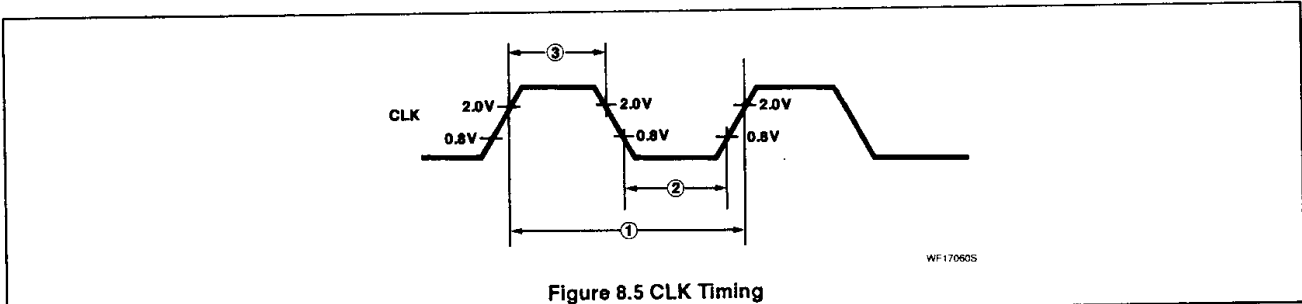 ③
2.0V 2.0V 2.0V
CLK
0.8V 0.8V 0.8V
②
①
WF17060S
Figure 8.5 CLK Timing